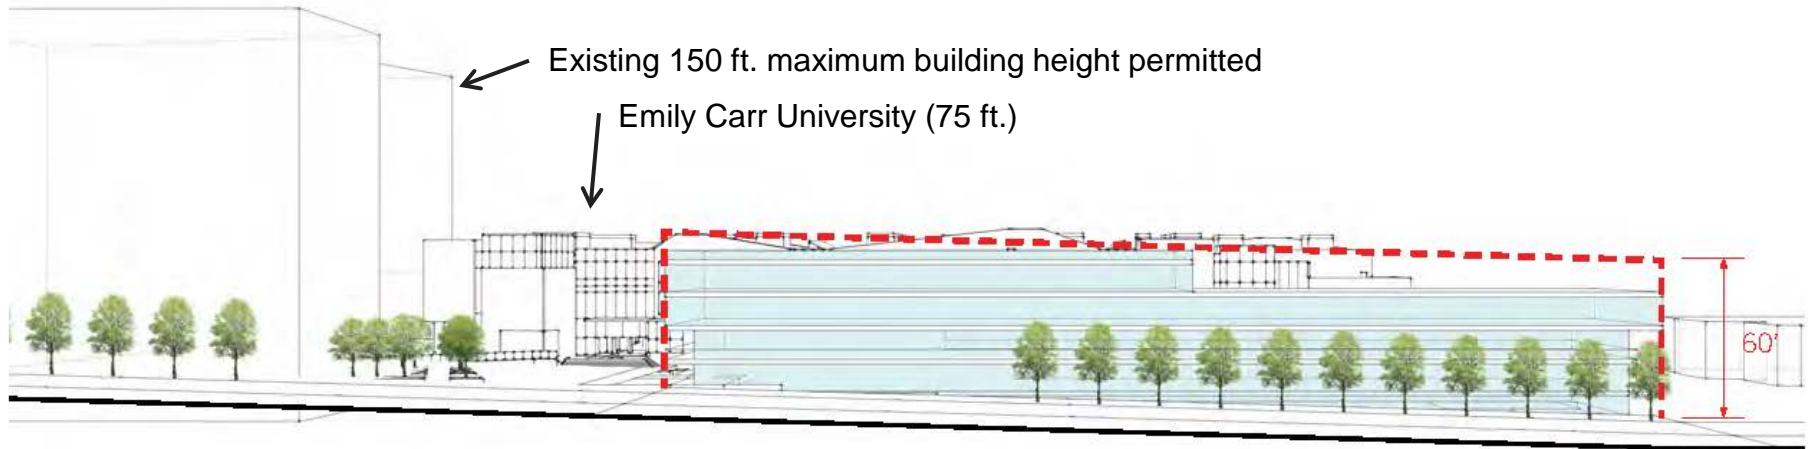 Existing 150 ft. maximum building height permitted
Emily Carr University (75 ft.)
60'